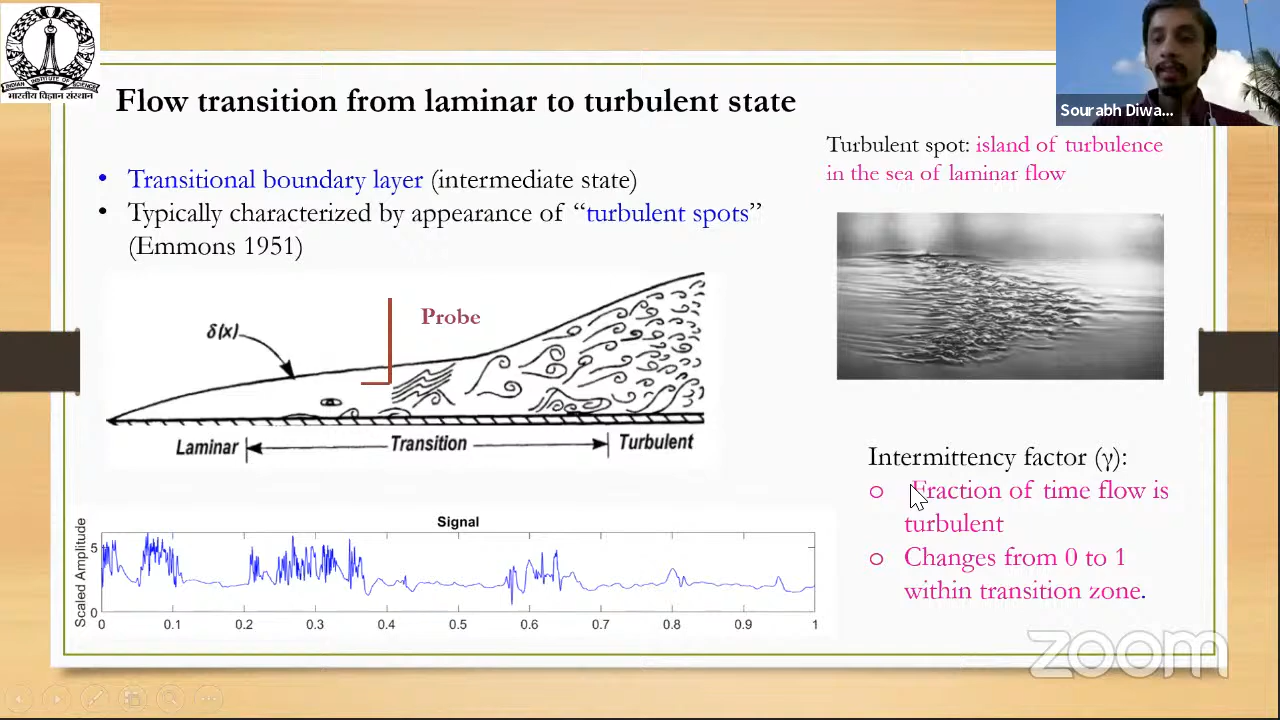 INDIAN INSTITUTE OF SCIENCE
भारतीय विज्ञान संस्थान
Sourabh Diwa...
Flow transition from laminar to turbulent state
• Transitional boundary layer (intermediate state)
• Typically characterized by appearance of “turbulent spots”
(Emmons 1951)
Turbulent spot: island of turbulence
in the sea of laminar flow
Probe
δ(x)
Laminar
Transition
Turbulent
Signal
Scaled Amplitude
5
0
0 0.1 0.2 0.3 0.4 0.5 0.6 0.7 0.8 0.9 1
Intermittency factor (γ):
o Fraction of time flow is
turbulent
o Changes from 0 to 1
within transition zone.
zoom